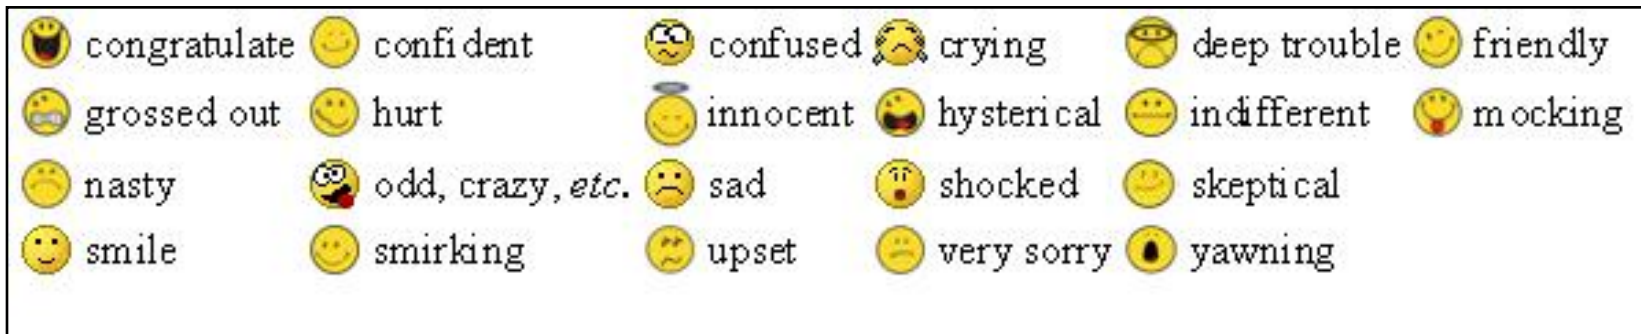 congratulate confident confused crying deep trouble friendly
grossed out hurt innocent hysterical indifferent mocking
nasty odd, crazy, etc. sad shocked skeptical
smile smirking upset very sorry yawning